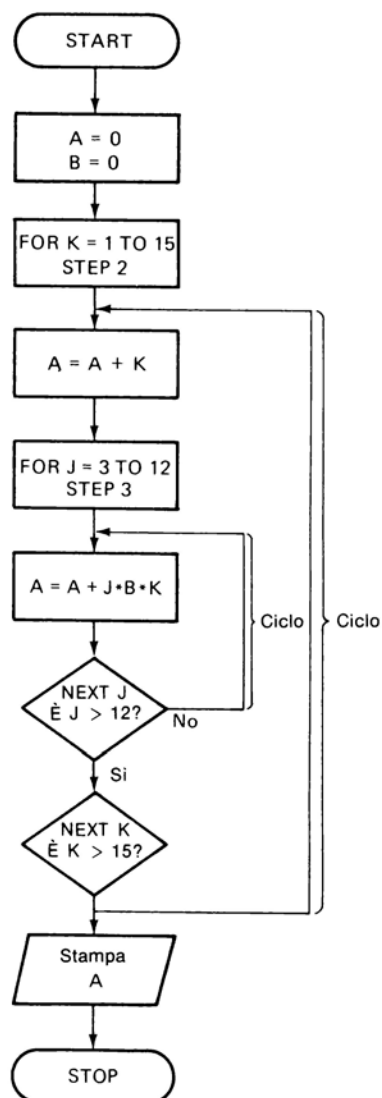 START
A = 0
B = 0
FOR K = 1 TO 15
STEP 2
A = A + K
FOR J = 3 TO 12
STEP 3
A = A + J*B*K
Ciclo
Ciclo
NEXT J
È J > 12?
No
Si
NEXT K
È K > 15?
Stampa
A
STOP